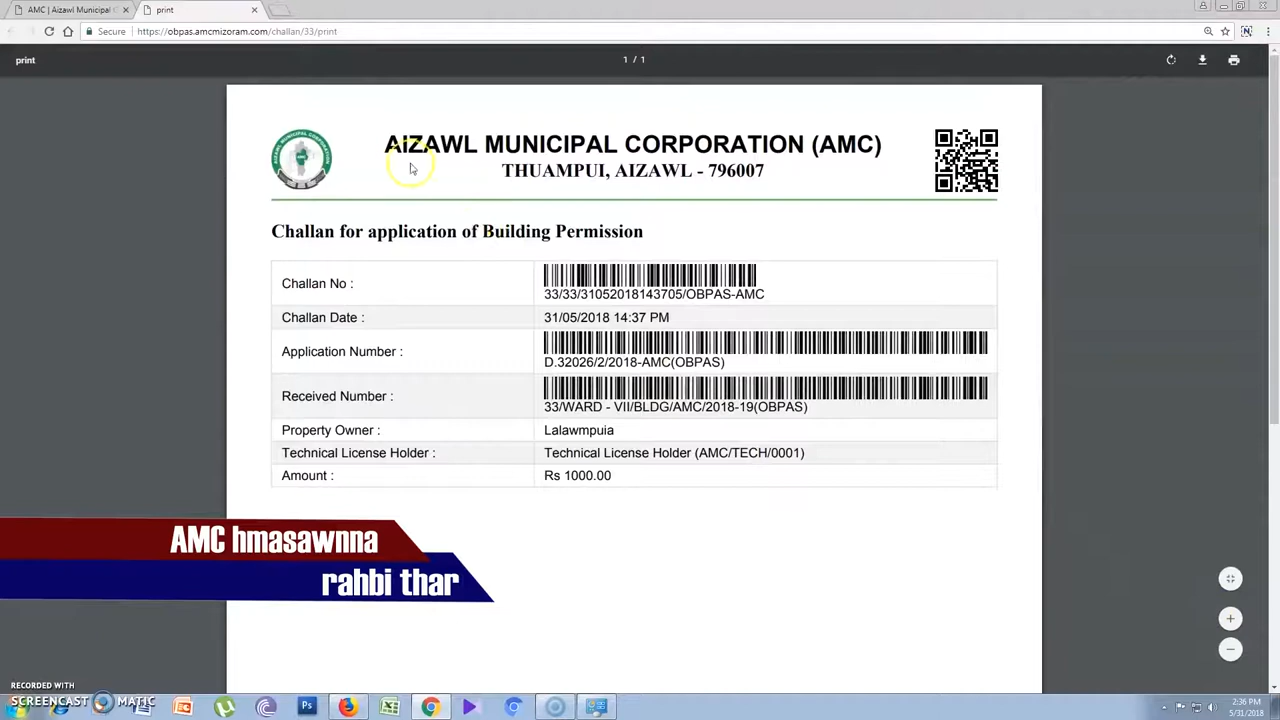 AMC | Aizawl Municipal
print
Secure
https://obpas.amcmizoram.com/challan/33/print
print
1 / 1
AIZAWL MUNICIPAL CORPORATION (AMC)
THUAMPUI, AIZAWL - 796007
Challan for application of Building Permission
Challan No :
33/33/31052018143705/OBPAS-AMC
Challan Date :
31/05/2018 14:37 PM
Application Number :
D.32026/2/2018-AMC(OBPAS)
Received Number :
33/WARD - VII/BLDG/AMC/2018-19(OBPAS)
Property Owner :
Lalawmpuia
Technical License Holder :
Technical License Holder (AMC/TECH/0001)
Amount :
Rs 1000.00
AMC hmasawnna
rahbi thar
RECORDED WITH
SCREENCAST MATIC
Ps
2:36 PM
5/31/2018